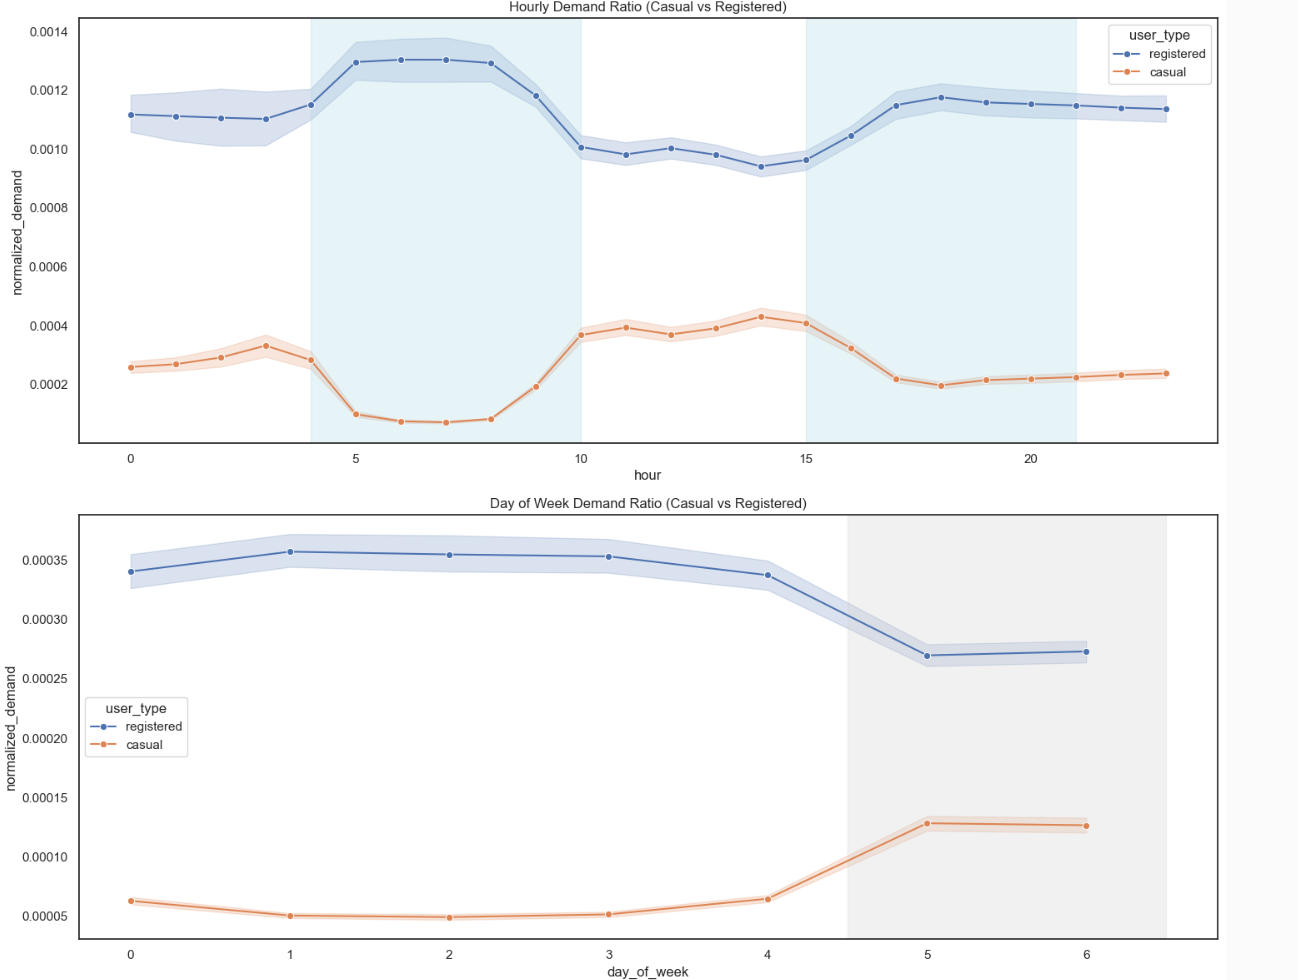 Hourly Demand Ratio (Casual vs Registered)
0.0014
0.0012
0.0010
0.0008
0.0006
0.0004
0.0002
normalized_demand
user_type
registered
casual
0 5 10 15 20
hour
Day of Week Demand Ratio (Casual vs Registered)
0.00035
0.00030
0.00025
0.00020
0.00015
0.00010
0.00005
normalized_demand
user_type
registered
casual
0 1 2 3 4 5 6
day_of_week